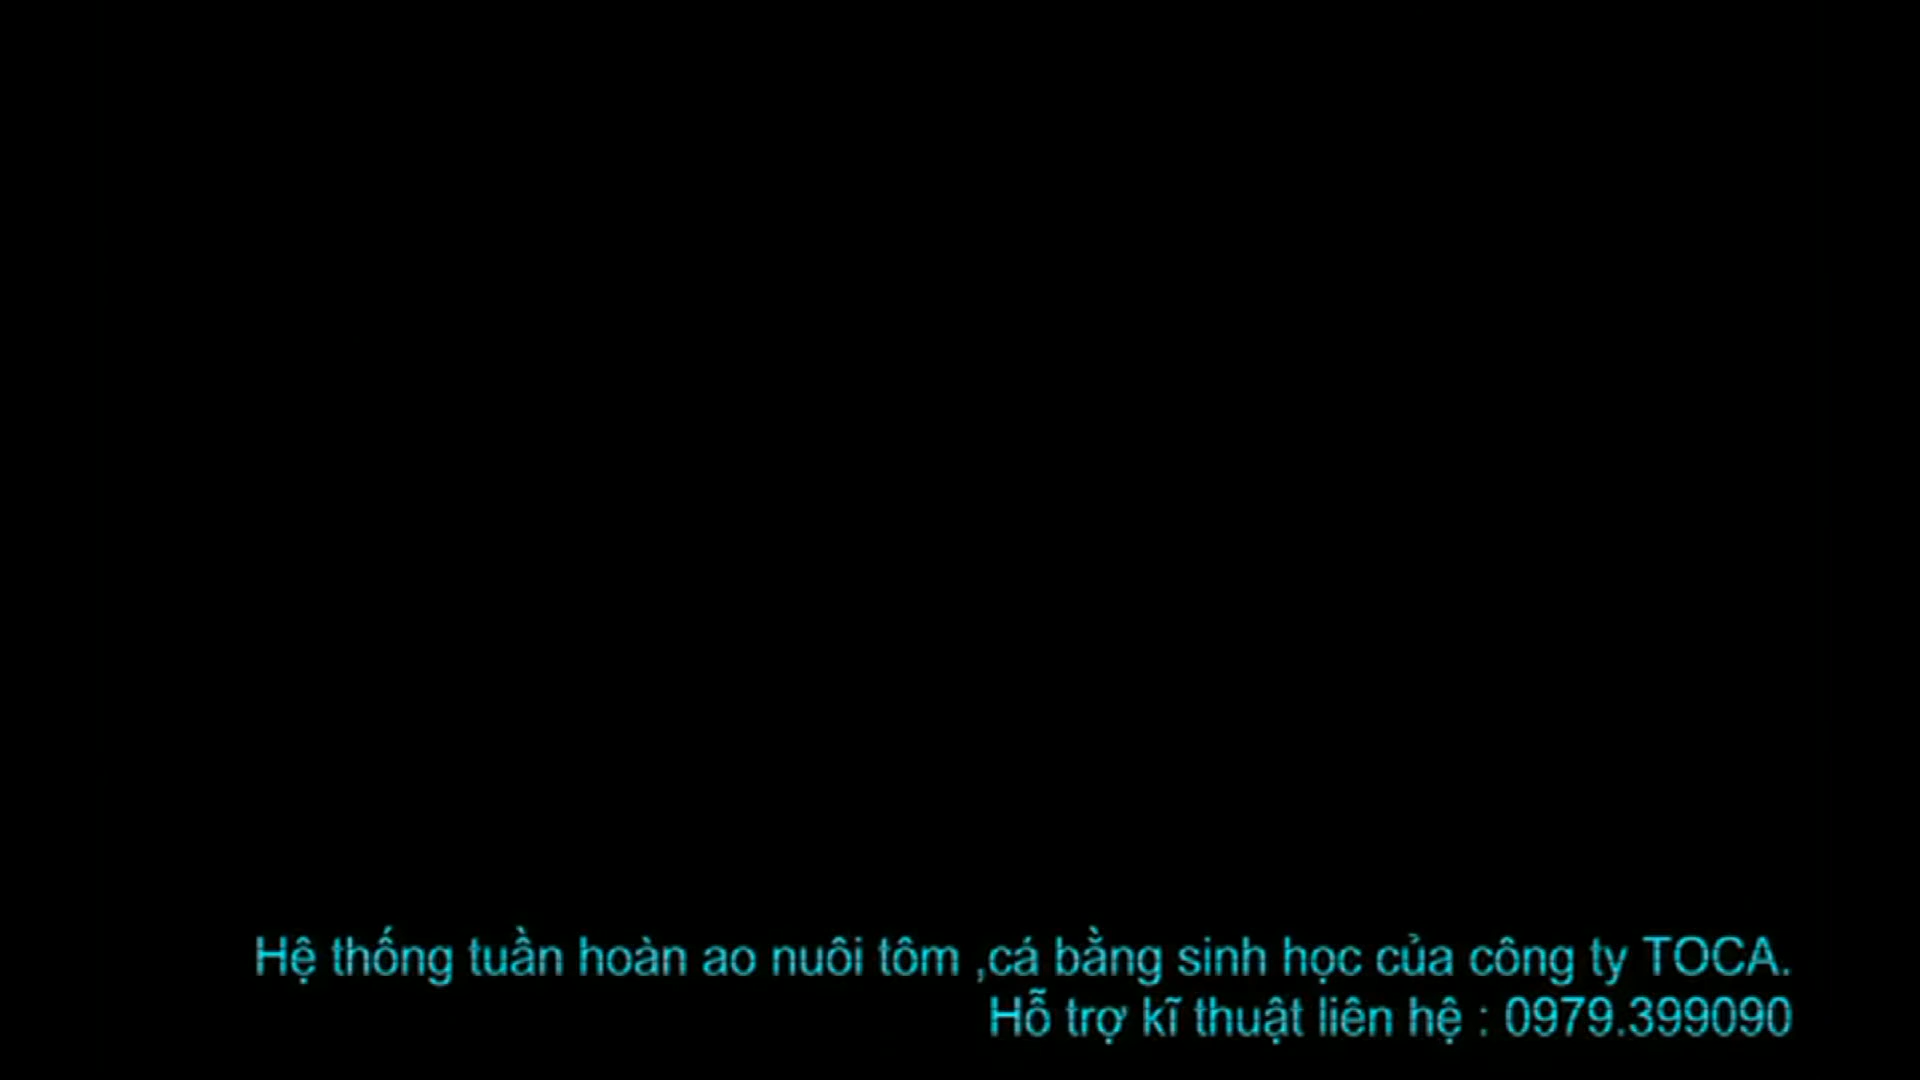 Hệ thống tuần hoàn ao nuôi tôm ,cá bằng sinh học của công ty TOCA.
Hỗ trợ kĩ thuật liên hệ : 0979.399090